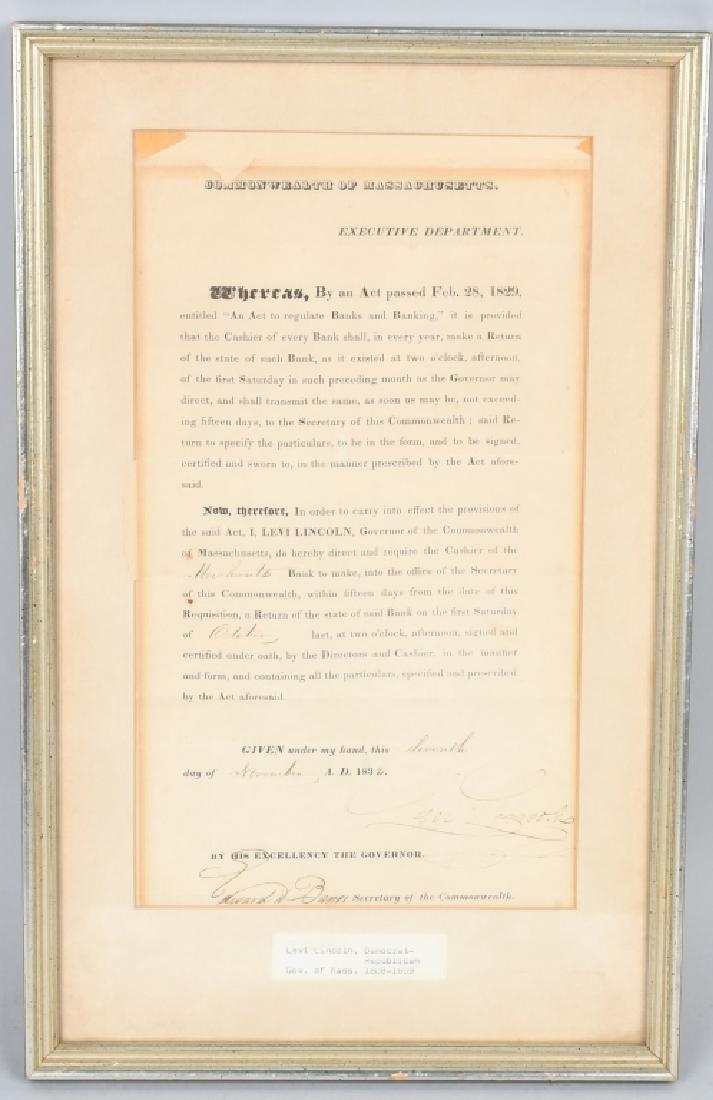 COMMONWEALTH OF MASSACHUSETTS.
EXECUTIVE DEPARTMENT.
Whereas, By an Act passed Feb. 28, 1829,
entitled "An Act to regulate Banks and Banking," it is provided
that the Cashier of every Bank shall, in every year, make a Return
of the state of such Bank, as it existed at two o'clock, afternoon,
of the first Saturday in such preceding month as the Governor may
direct, and shall transmit the same, as soon as may be, not exceed-
ing fifteen days, to the Secretary of this Commonwealth; said Re-
turn to specify the particulars, to be in the form, and to be signed,
certified and sworn to, in the manner prescribed by the Act afore-
said.
Now, therefore, In order to carry into effect the provisions of
the said Act, I, LEVI LINCOLN, Governor of the Commonwealth
of Massachusetts, do hereby direct and require the Cashier of the
Merchants Bank to make, into the office of the Secretary
of this Commonwealth, within fifteen days from the date of this
Requisition, a Return of the state of said Bank on the first Saturday
of October last, at two o'clock, afternoon, signed and
certified under oath, by the Directors and Cashier, in the manner
and form, and containing all the particulars, specified and prescribed
by the Act aforesaid.
GIVEN under my hand, this
day of November A. D. 183
Levi Lincoln
BY HIS EXCELLENCY THE GOVERNOR.
Edward D Bangs Secretary of the Commonwealth.
Levi Lincoln, Democrat-
Republican
Gov. of Mass. 1808-1809